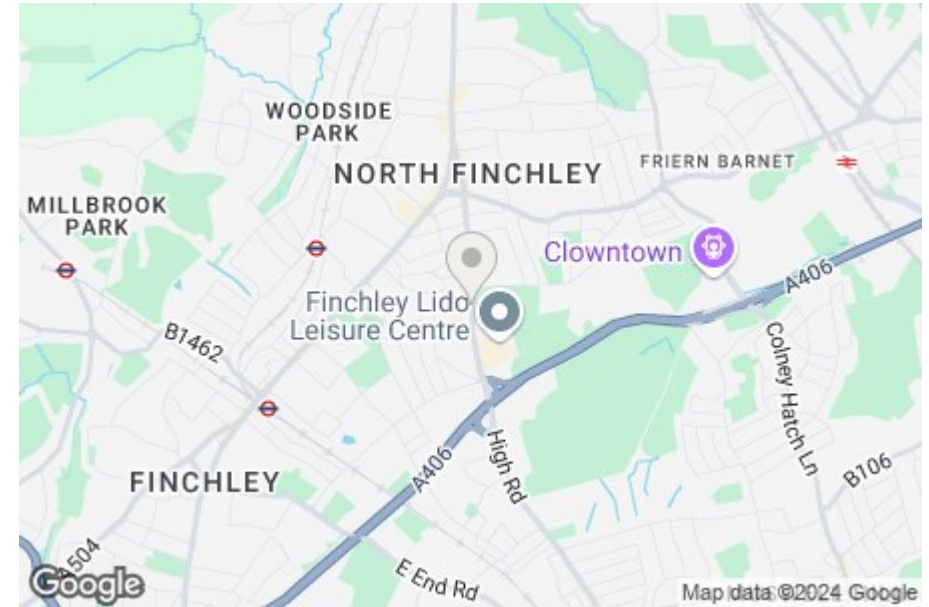 WOODSIDE
PARK
NORTH FINCHLEY
FRIERN BARNET
MILLBROOK
PARK
Clowntown
A406
Finchley Lido
Leisure Centre
B1462
Colney Hatch Ln
High Rd
A406
B106
FINCHLEY
A504
E End Rd
Google
Map data ©2024 Google